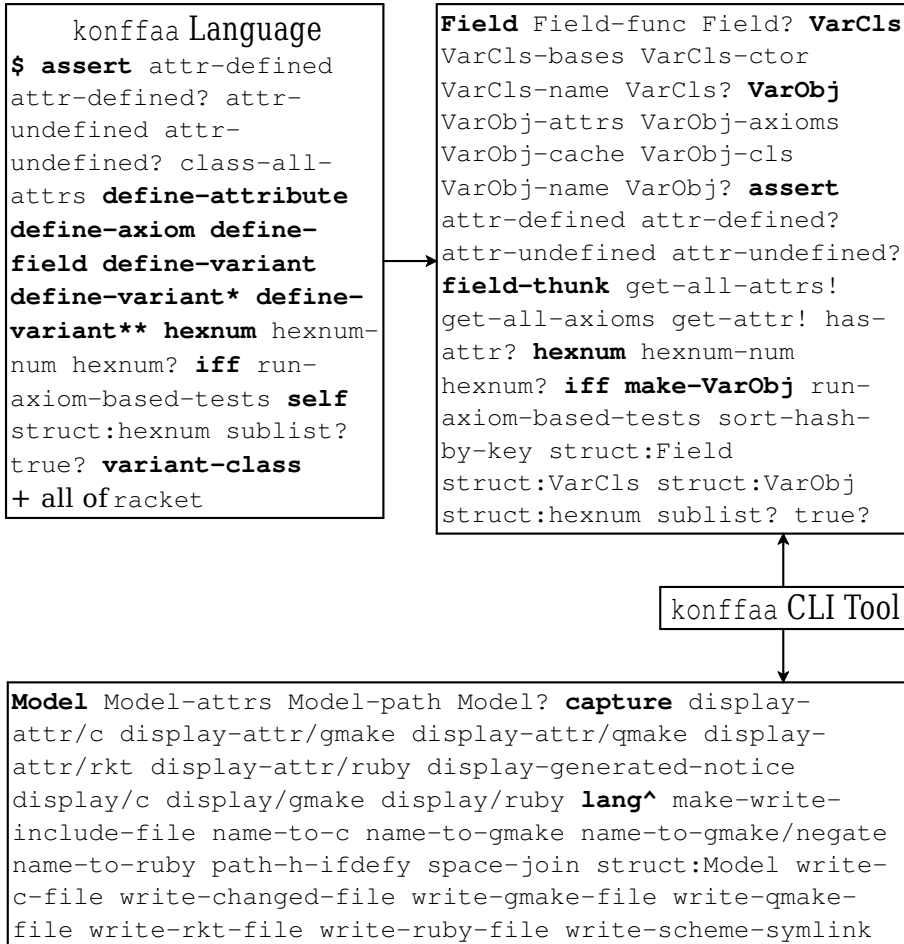 konffaa Language
$ assert attr-defined
attr-defined? attr-
undefined attr-
undefined? class-all-
attrs define-attribute
define-axiom define-
field define-variant
define-variant* define-
variant** hexnum hexnum-
num hexnum? iff run-
axiom-based-tests self
struct:hexnum sublist?
true? variant-class
+ all of racket
Field Field-func Field? VarCls
VarCls-bases VarCls-ctor
VarCls-name VarCls? VarObj
VarObj-attrs VarObj-axioms
VarObj-cache VarObj-cls
VarObj-name VarObj? assert
attr-defined attr-defined?
attr-undefined attr-undefined?
field-thunk get-all-attrs!
get-all-axioms get-attr! has-
attr? hexnum hexnum-num
hexnum? iff make-VarObj run-
axiom-based-tests sort-hash-
by-key struct:Field
struct:VarCls struct:VarObj
struct:hexnum sublist? true?
konffaa CLI Tool
Model Model-attrs Model-path Model? capture display-
attr/c display-attr/gmake display-attr/qmake display-
attr/rkt display-attr/ruby display-generated-notice
display/c display/gmake display/ruby lang^ make-write-
include-file name-to-c name-to-gmake name-to-gmake/negate
name-to-ruby path-h-ifdefy space-join struct:Model write-
c-file write-changed-file write-gmake-file write-qmake-
file write-rkt-file write-ruby-file write-scheme-symlink